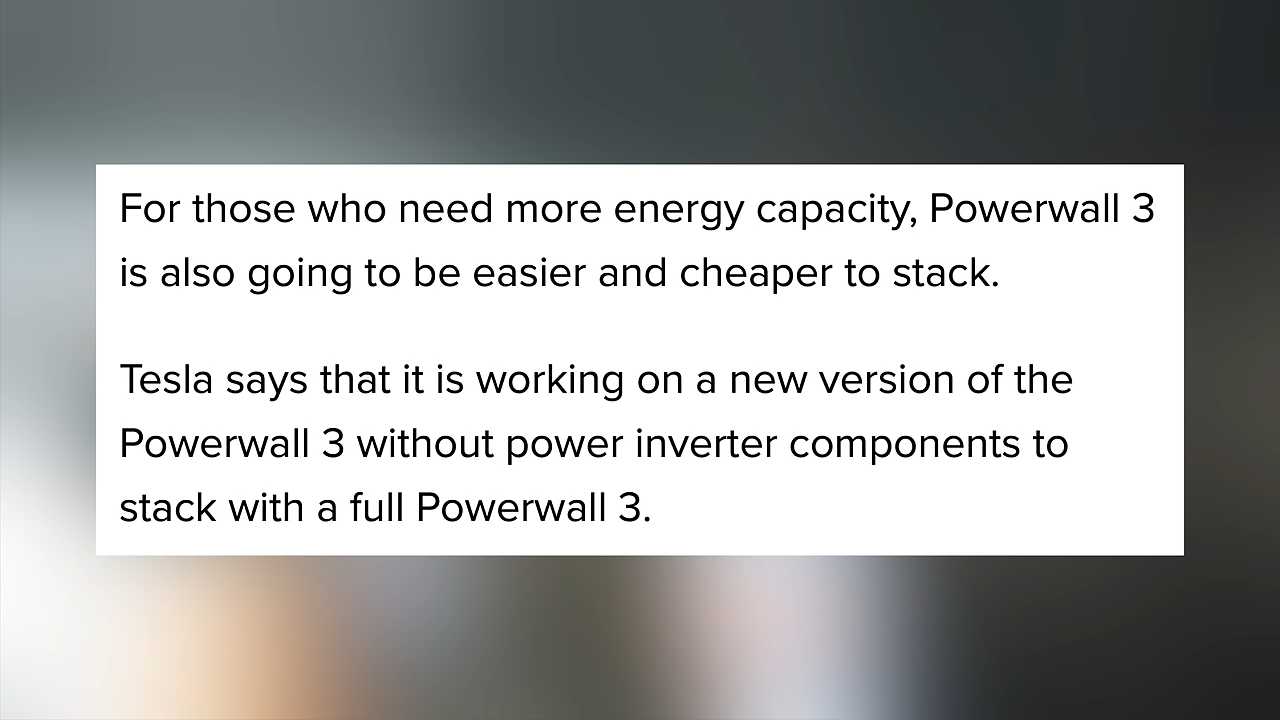 For those who need more energy capacity, Powerwall 3
is also going to be easier and cheaper to stack.
Tesla says that it is working on a new version of the
Powerwall 3 without power inverter components to
stack with a full Powerwall 3.